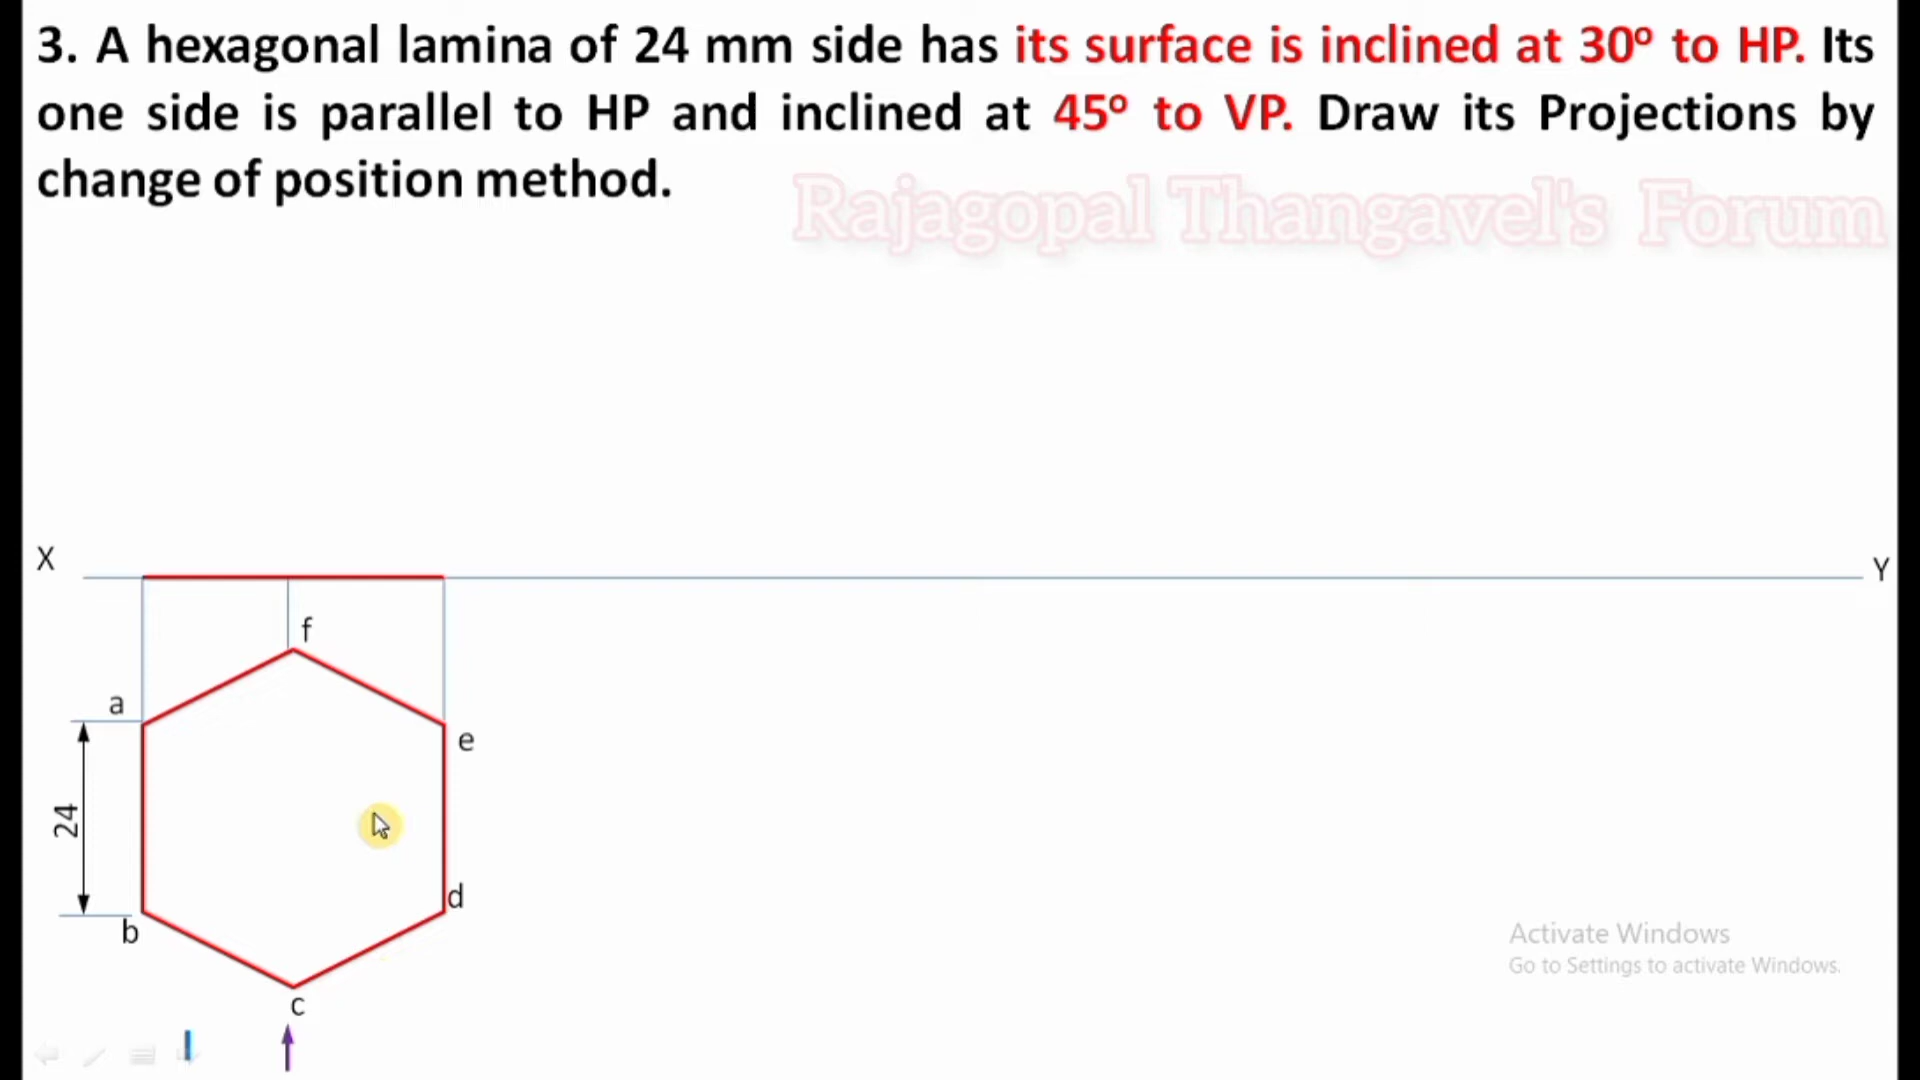 3. A hexagonal lamina of 24 mm side has its surface is inclined at 30º to HP. Its
one side is parallel to HP and inclined at 45º to VP. Draw its Projections by
change of position method.
Rajagopal Thangavel's Forum
X
Y
f
a
e
24
d
b
c
Activate Windows
Go to Settings to activate Windows.